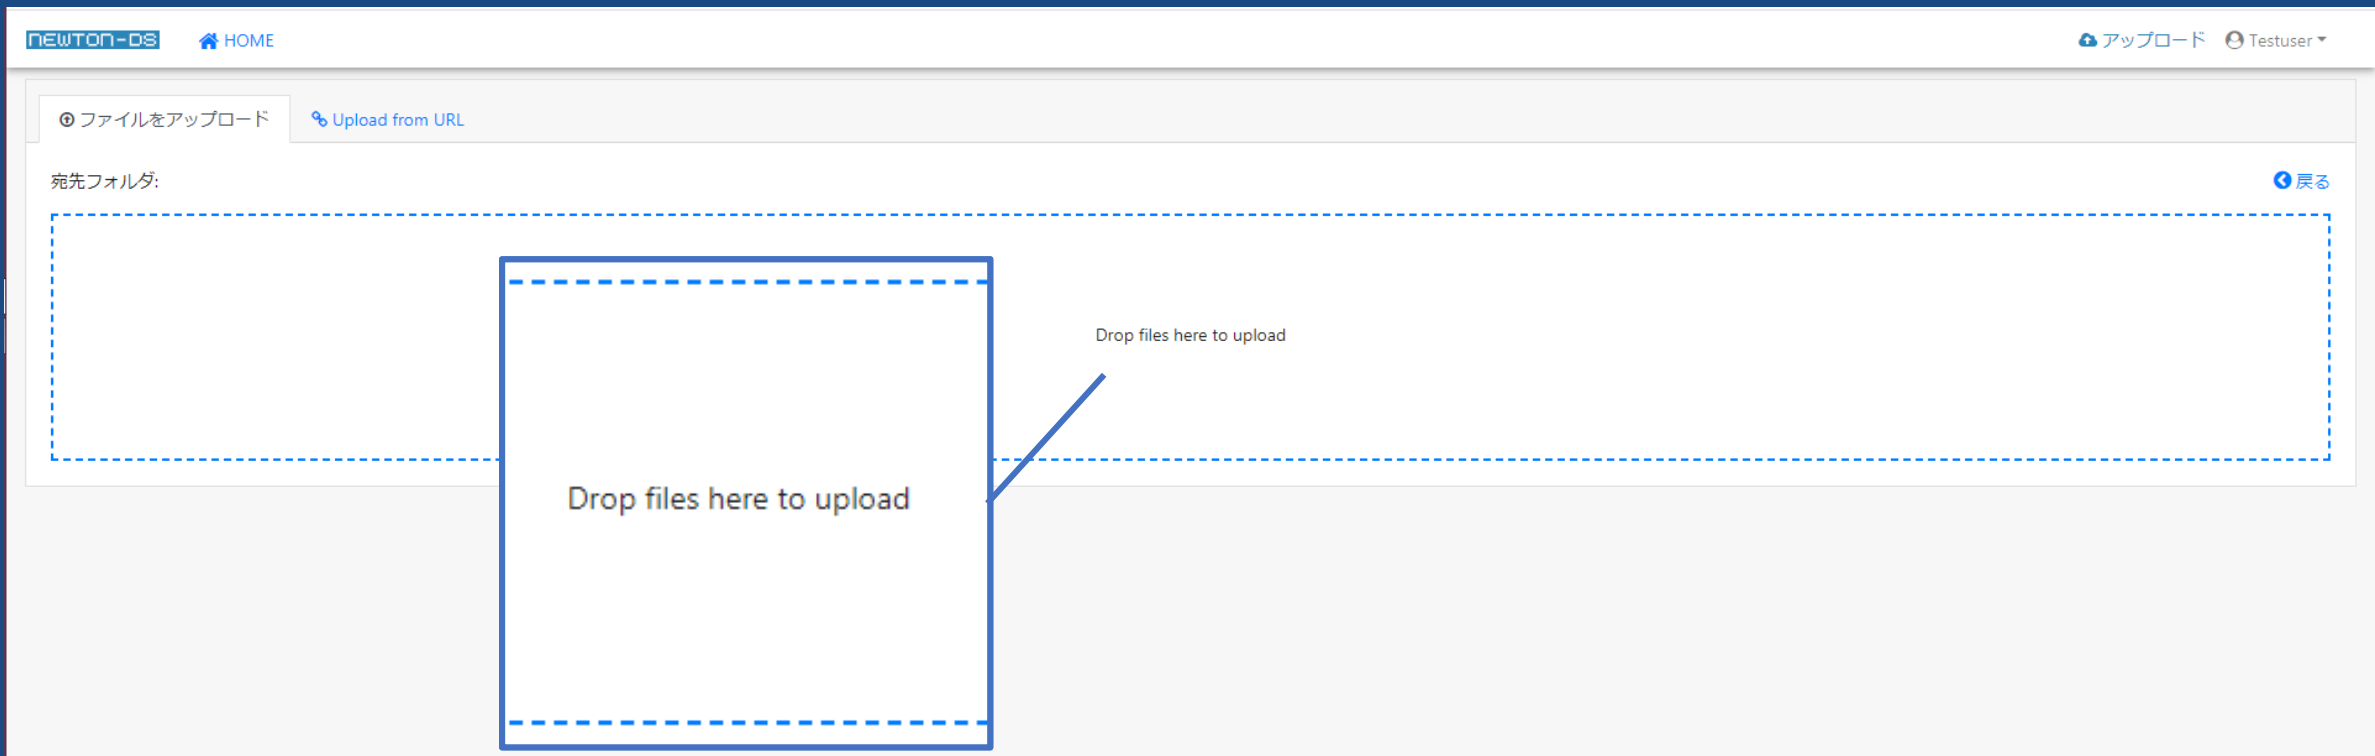 NEWTON-DS HOME アップロード Testuser
ファイルをアップロード Upload from URL
宛先フォルダ: 戻る
Drop files here to upload
Drop files here to upload